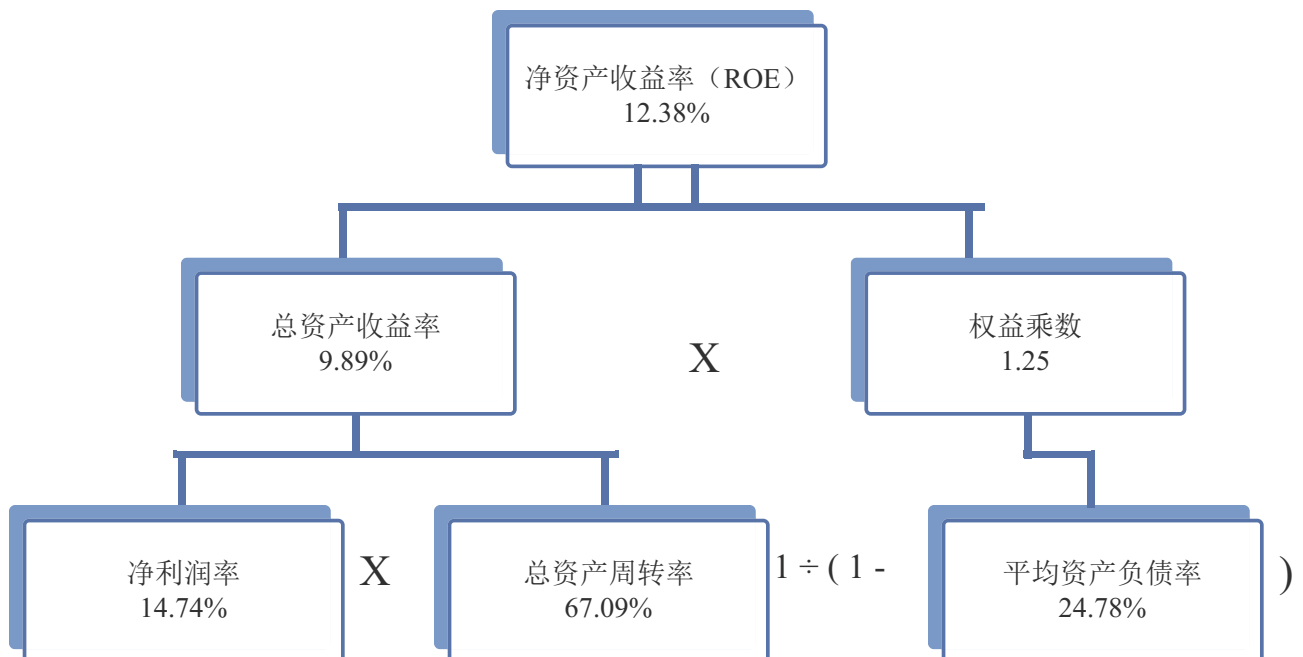 净资产收益率（ROE）
12.38%
总资产收益率
9.89%
X
权益乘数
1.25
净利润率
14.74%
X
总资产周转率
67.09%
1 ÷ ( 1 -
平均资产负债率
24.78%
)